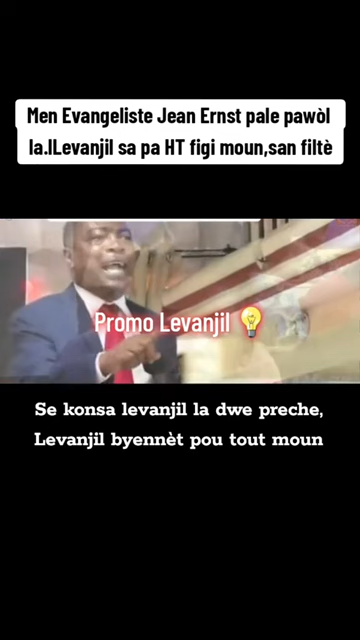 Men Evangeliste Jean Ernst pale pawòl
la.lLevanjil sa pa HT figi moun,san filtè
Promo Levanjil
Se konsa levanjil la dwe preche,
Levanjil byennèt pou tout moun